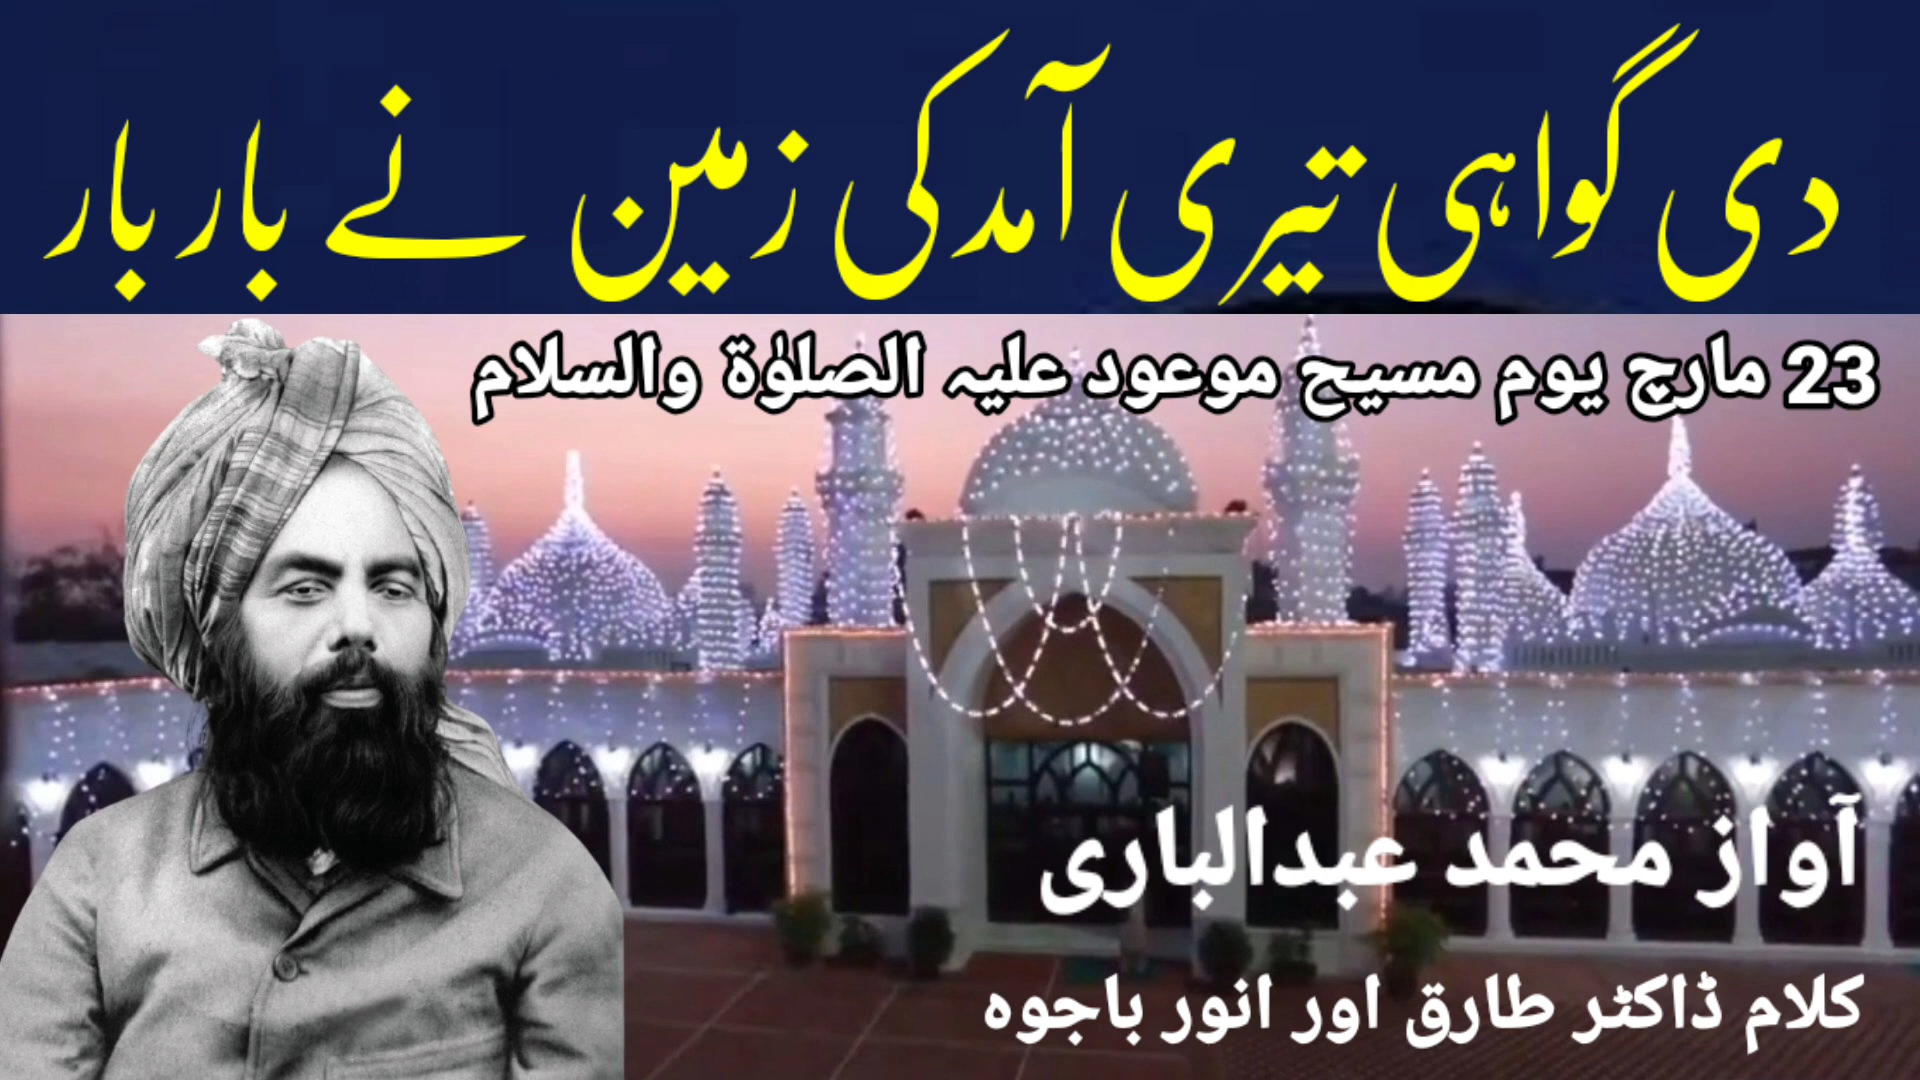 دی گواہی تیری آمد کی زمین نے بار بار
23 مارچ یوم مسیح موعود علیہ الصلوٰۃ والسلام
آواز محمد عبدالباری
کلام ڈاکٹر طارق اور انور باجوہ